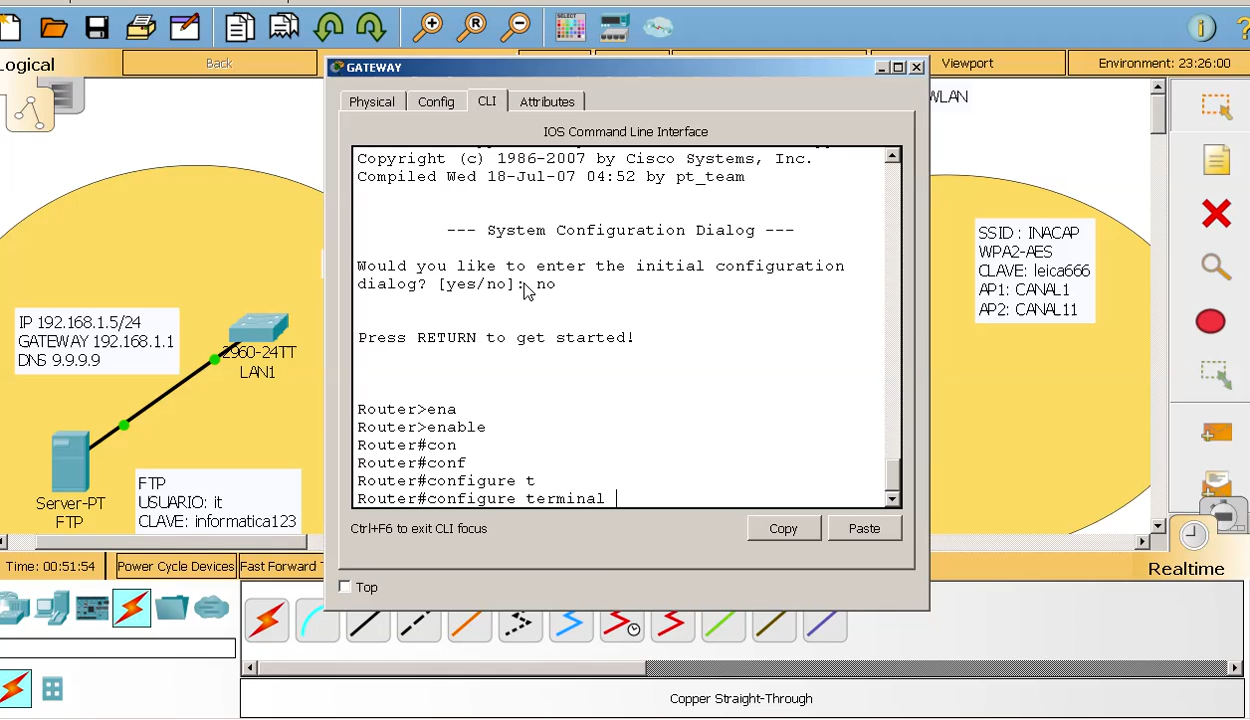 GATEWAY
Logical
Back
Viewport
Environment: 23:26:00
Physical
Config
CLI
Attributes
WLAN
IOS Command Line Interface
Copyright (c) 1986-2007 by Cisco Systems, Inc.
Compiled Wed 18-Jul-07 04:52 by pt_team
--- System Configuration Dialog ---
Would you like to enter the initial configuration
dialog? [yes/no]: no
Press RETURN to get started!
Router>ena
Router>enable
Router#con
Router#conf
Router#configure t
Router#configure terminal
Ctrl+F6 to exit CLI focus
Copy
Paste
Top
IP 192.168.1.5/24
GATEWAY 192.168.1.1
DNS 9.9.9.9
2960-24TT
LAN1
Server-PT
FTP
FTP
USUARIO: it
CLAVE: informatica123
SSID : INACAP
WPA2-AES
CLAVE: leica666
AP1: CANAL1
AP2: CANAL11
Time: 00:51:54
Power Cycle Devices
Fast Forward T
Realtime
Copper Straight-Through